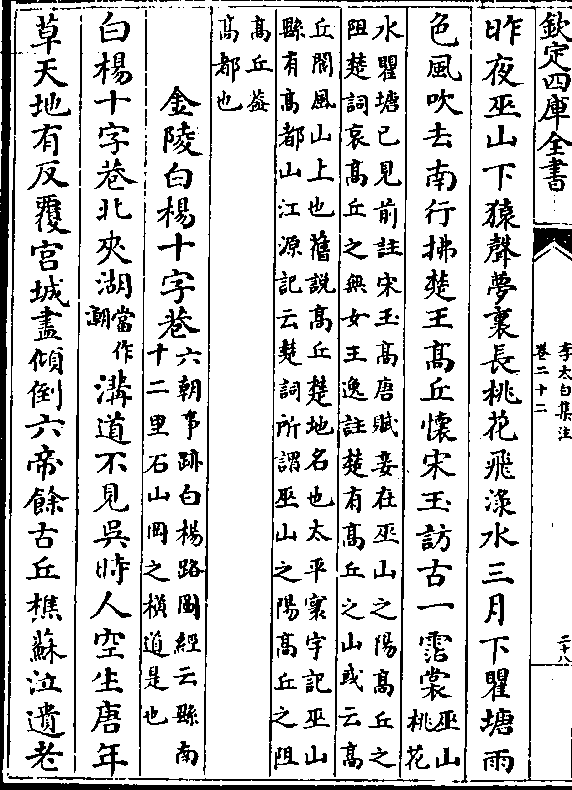 欽定四庫全書
李太白集注
卷二十二
二十八
昨夜巫山下猿聲夢裏長桃花飛淥水三月下瞿塘雨
色風吹去南行拂楚王高丘懷宋玉訪古一霑裳巫山
桃花
水瞿塘已見前註宋玉高唐賦妾在巫山之陽高丘之
阻楚詞哀高丘之無女王逸註楚有高丘之山或云高
丘閬風山上也舊說高丘楚地名也太平寰宇記巫山
縣有高都山江源記云楚詞所謂巫山之陽高丘之阻
高丘葢
高都也
金陵白楊十字巷六朝事跡白楊路圖經云縣南
十二里石山岡之橫道是也
白楊十字巷北夾湖當作潮溝道不見吳時人空生唐年
草天地有反覆宮城盡傾倒六帝餘古丘樵蘇泣遺老